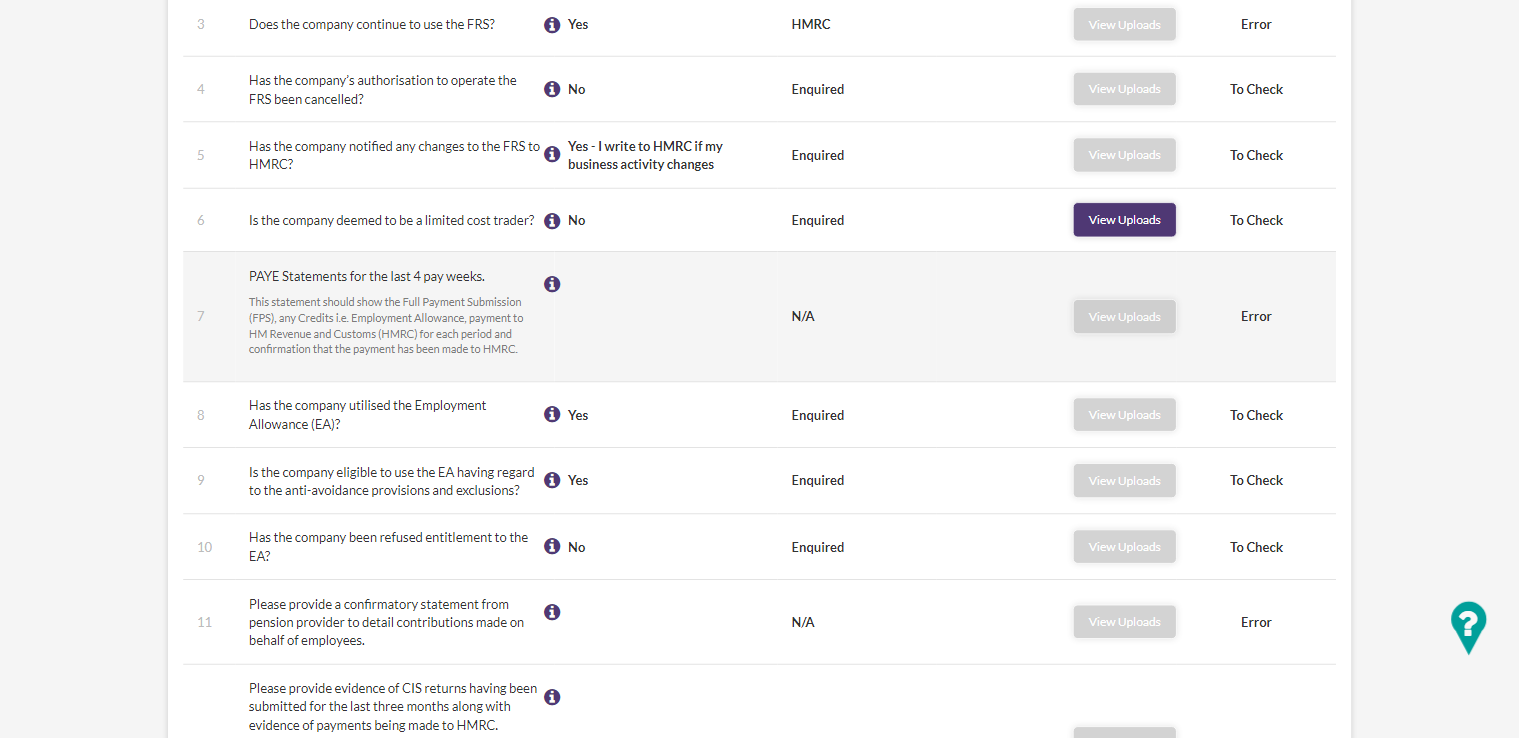 3 Does the company continue to use the FRS? Yes HMRC View Uploads Error
Has the company's authorisation to operate the
4 No Enquired View Uploads To Check
FRS been cancelled?
Has the company notified any changes to the FRS to Yes - I write to HMRC if my
5 Enquired View Uploads To Check
HMRC? business activity changes
6 Is the company deemed to be a limited cost trader? No Enquired View Uploads To Check
PAYE Statements for the last 4 pay weeks.
This statement should show the Full Payment Submission
7 (FPS), any Credits i.e. Employment Allowance, payment to N/A View Uploads Error
HM Revenue and Customs (HMRC) for each period and
confirmation that the payment has been made to HMRC.
Has the company utilised the Employment
8 Yes Enquired View Uploads To Check
Allowance (EA)?
Is the company eligible to use the EA having regard
9 Yes Enquired View Uploads To Check
to the anti-avoidance provisions and exclusions?
Has the company been refused entitlement to the
10 No Enquired View Uploads To Check
EA?
Please provide a confirmatory statement from
11 pension provider to detail contributions made on N/A View Uploads Error
behalf of employees.
Please provide evidence of CIS returns having been
submitted for the last three months along with
evidence of payments being made to HMRC.